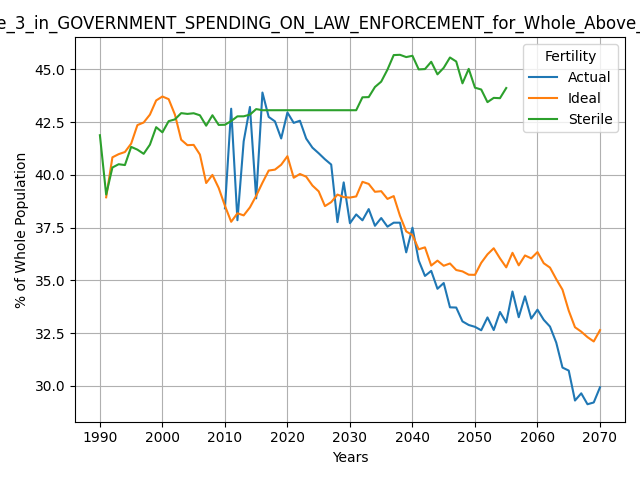 e_3_in_GOVERNMENT_SPENDING_ON_LAW_ENFORCEMENT_for_Whole_Above_
45.0
42.5
40.0
37.5
35.0
32.5
30.0
% of Whole Population
Fertility
Actual
Ideal
Sterile
1990 2000 2010 2020 2030 2040 2050 2060 2070
Years